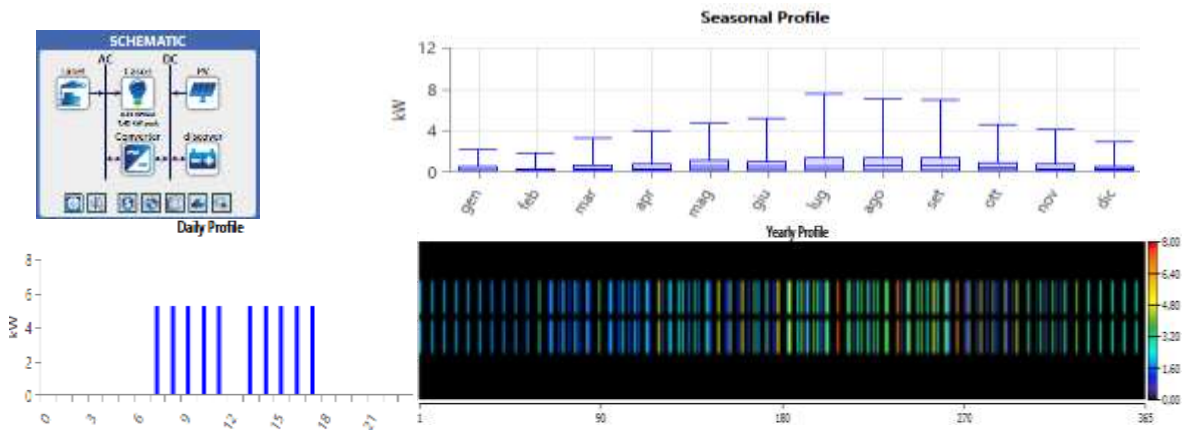 Seasonal Profile
SCHEMATIC
AC DC
PV
Converter discover
12
8
4
0
kW
gen feb mar apr mag giu lug ago set ott nov dic
Daily Profile
8
6
4
2
0
kW
0 3 6 9 12 15 18 21
Yearly Profile
8.00
6.40
4.80
3.20
1.60
0.00
1 90 180 270 365